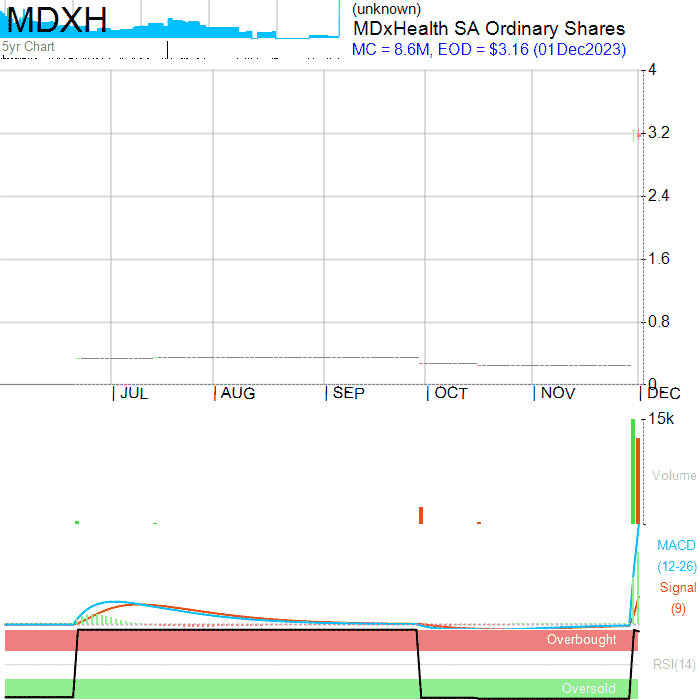 MDXH
(unknown)
MDxHealth SA Ordinary Shares
5yr Chart
MC = 8.6M, EOD = $3.16 (01Dec2023)
4
3.2
2.4
1.6
0.8
0
JUL
AUG
SEP
OCT
NOV
DEC
15k
Volume
MACD
(12-26)
Signal
(9)
Overbought
RSI(14)
Oversold